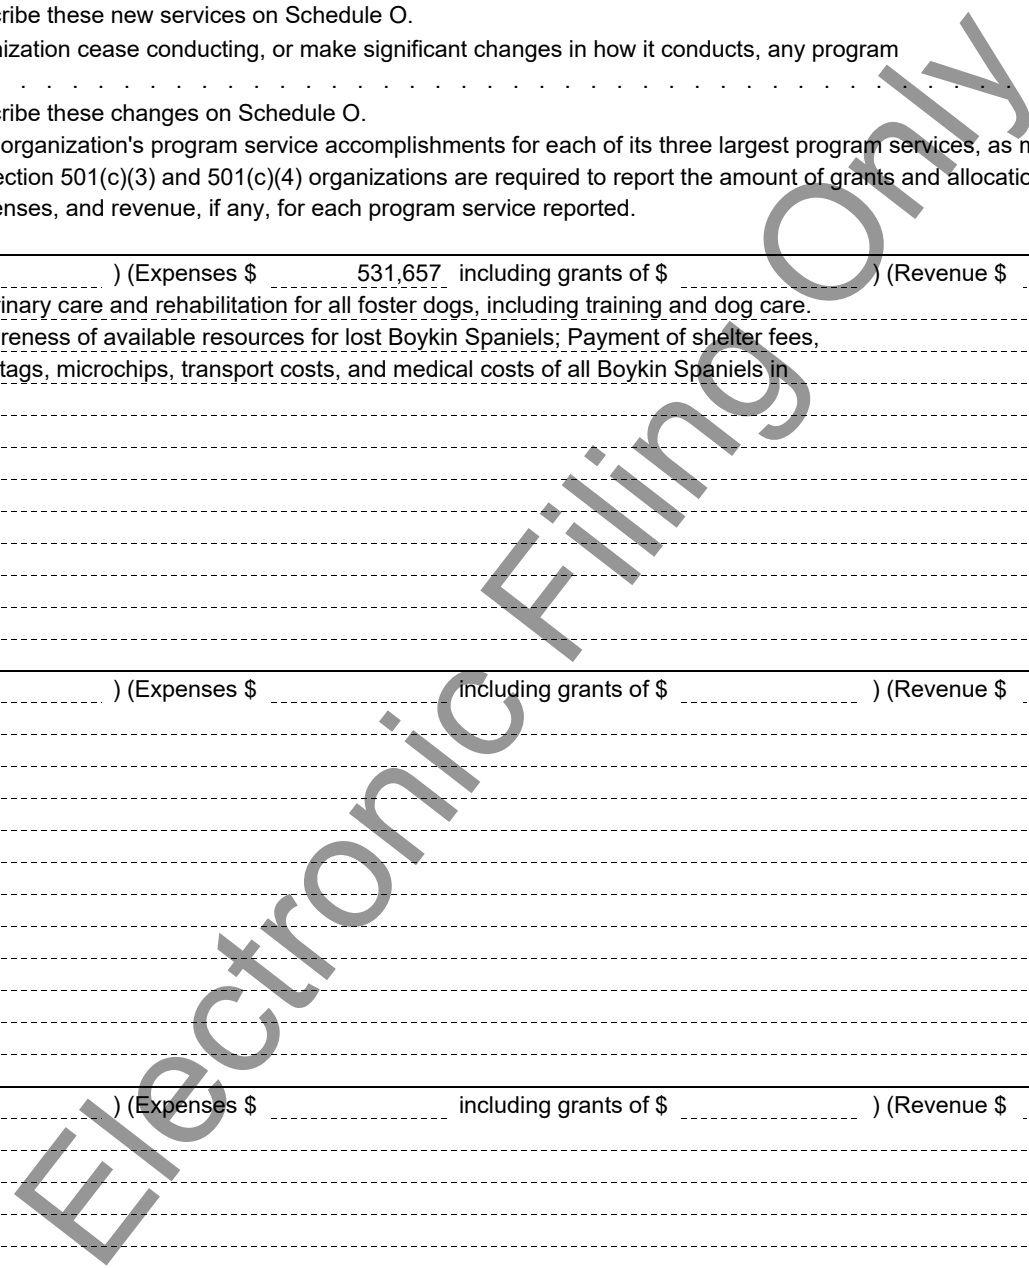 cribe these new services on Schedule O.
nization cease conducting, or make significant changes in how it conducts, any program
. . . . . . . . . . . . . . . . . . . . . . . . . . . . . . . . . . . . . . .
cribe these changes on Schedule O.
organization's program service accomplishments for each of its three largest program services, as m
ection 501(c)(3) and 501(c)(4) organizations are required to report the amount of grants and allocatio
enses, and revenue, if any, for each program service reported.
) (Expenses $ 531,657 including grants of $ ) (Revenue $
rinary care and rehabilitation for all foster dogs, including training and dog care.
reness of available resources for lost Boykin Spaniels; Payment of shelter fees,
tags, microchips, transport costs, and medical costs of all Boykin Spaniels in
) (Expenses $ including grants of $ ) (Revenue $
) (Expenses $ including grants of $ ) (Revenue $
Electronic Filing Only